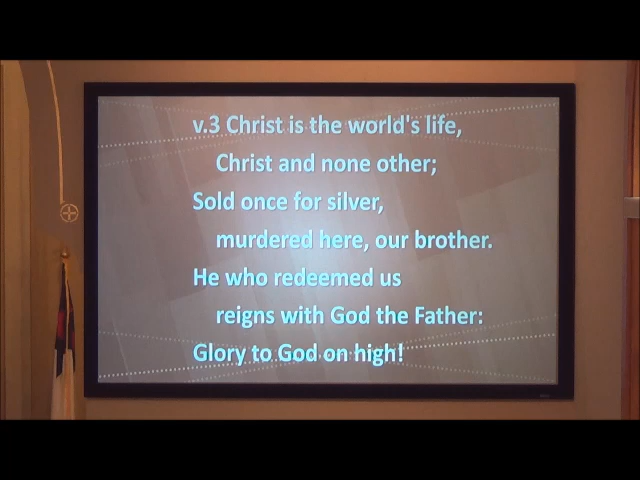 v.3 Christ is the world's life,
Christ and none other;
Sold once for silver,
murdered here, our brother.
He who redeemed us
reigns with God the Father:
Glory to God on high!